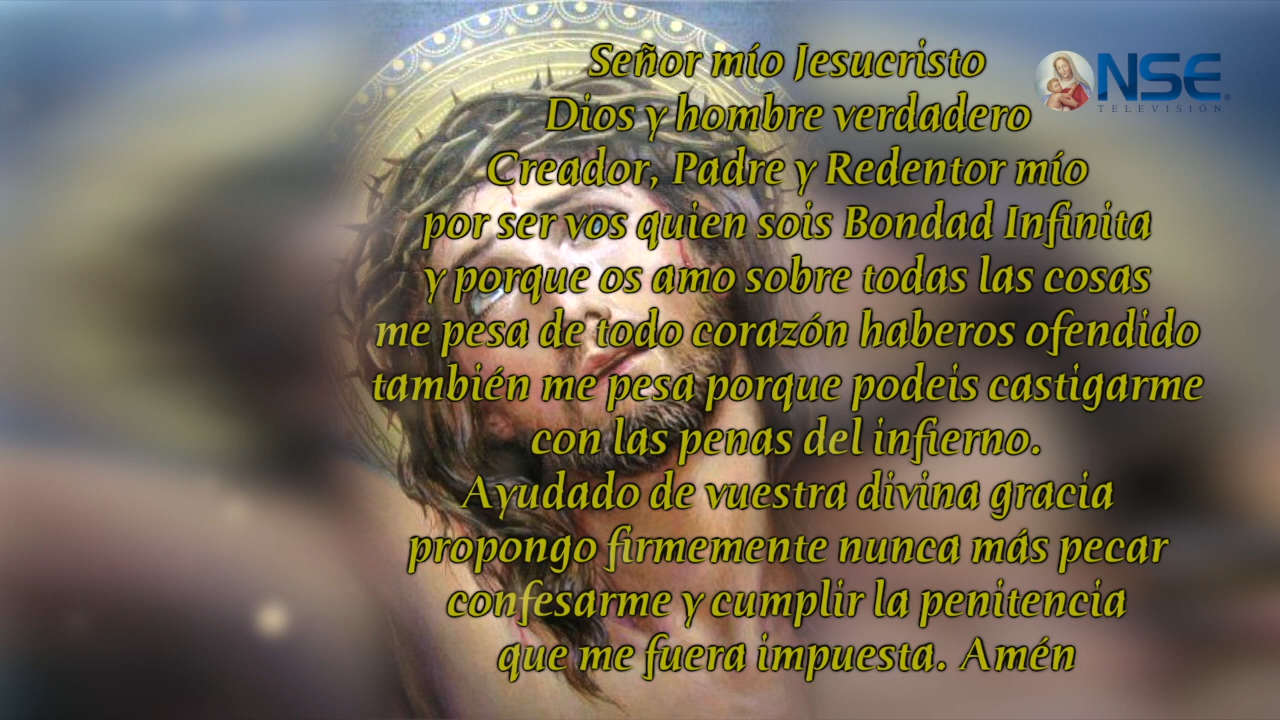 Señor mío Jesucristo
Dios y hombre verdadero
Creador, Padre y Redentor mío
por ser vos quien sois Bondad Infinita
y porque os amo sobre todas las cosas
me pesa de todo corazón haberos ofendido
también me pesa porque podeis castigarme
con las penas del infierno.
Ayudado de vuestra divina gracia
propongo firmemente nunca más pecar
confesarme y cumplir la penitencia
que me fuera impuesta. Amén
NSE
TELEVISIÓN